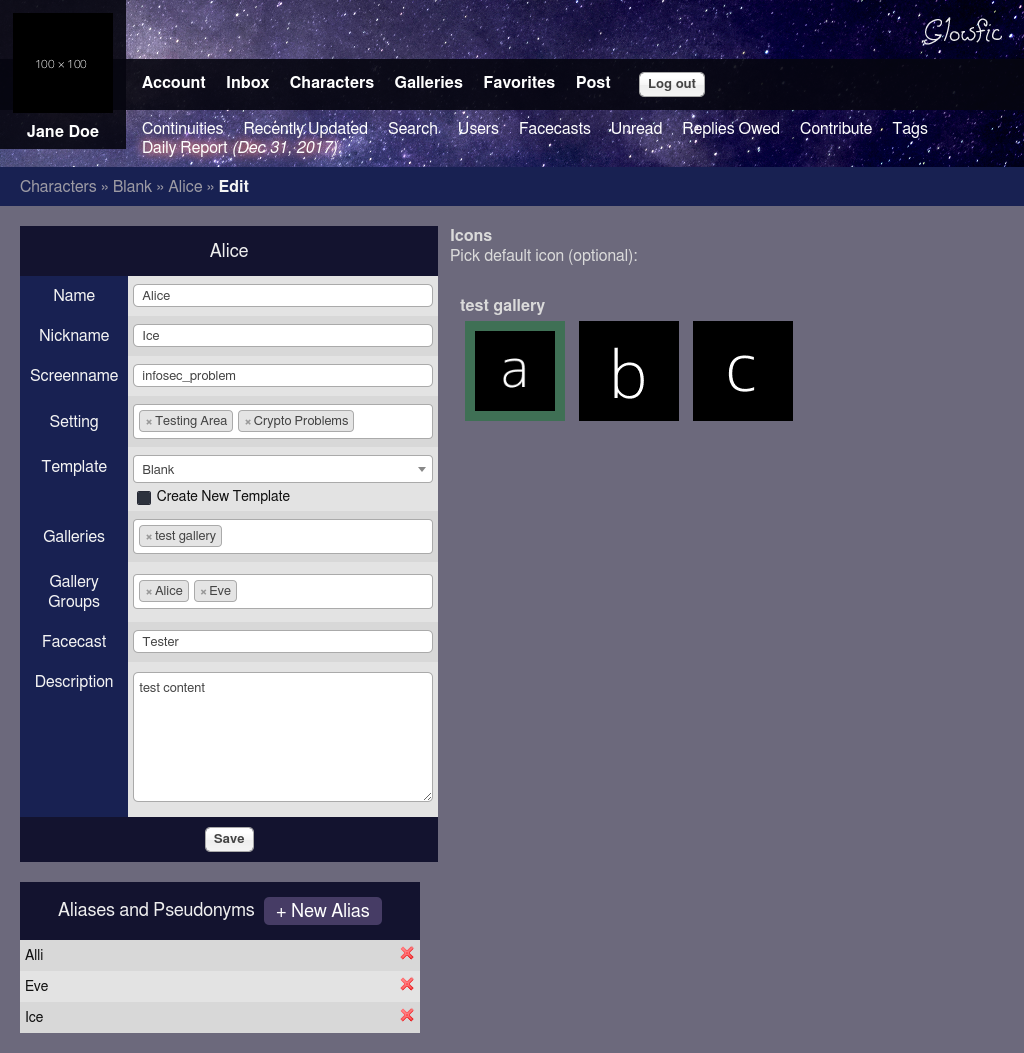 Glowfic
100 × 100
Jane Doe
Account Inbox Characters Galleries Favorites Post Log out
Continuities Recently Updated Search Users Facecasts Unread Replies Owed Contribute Tags
Daily Report (Dec 31, 2017)
Characters » Blank » Alice » Edit
Alice
Name Alice
Nickname Ice
Screenname infosec_problem
Setting × Testing Area × Crypto Problems
Template Blank
Create New Template
Galleries × test gallery
Gallery Groups × Alice × Eve
Facecast Tester
Description test content
Save
Icons
Pick default icon (optional):
test gallery
a b c
Aliases and Pseudonyms + New Alias
Alli
Eve
Ice